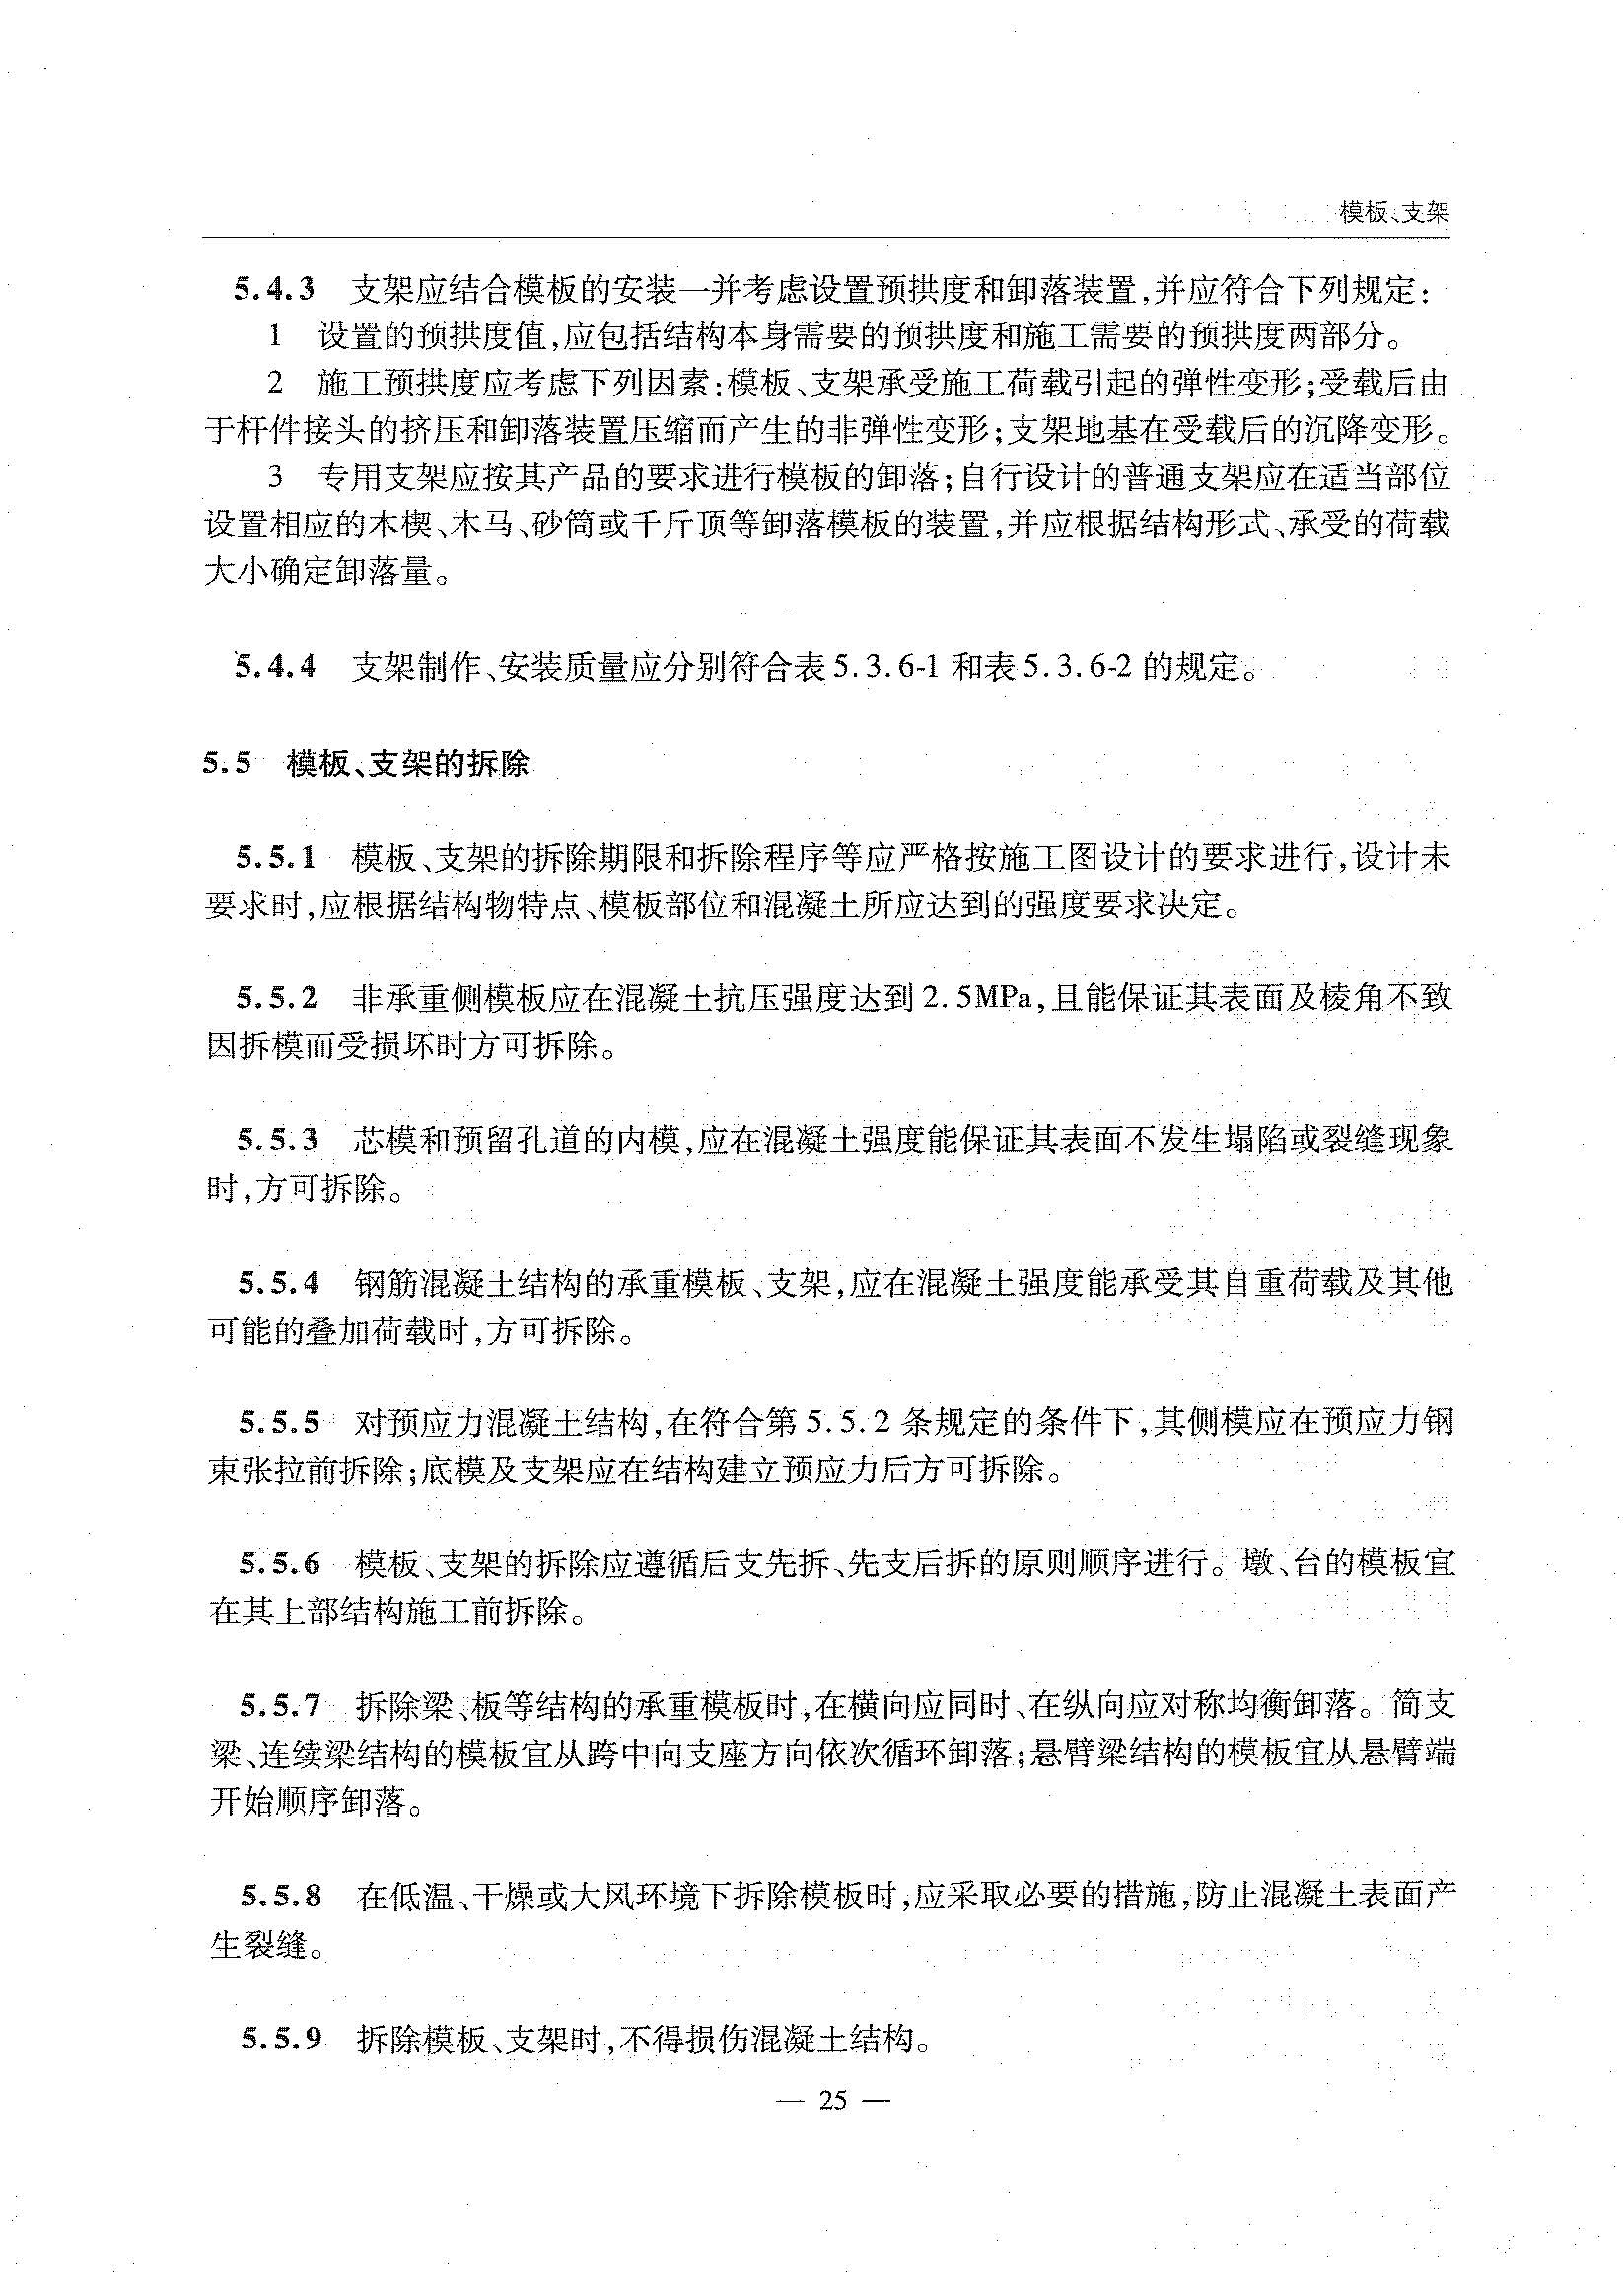 模板、支架
5.4.3 支架应结合模板的安装一并考虑设置预拱度和卸落装置,并应符合下列规定:
1 设置的预拱度值,应包括结构本身需要的预拱度和施工需要的预拱度两部分。
2 施工预拱度应考虑下列因素:模板、支架承受施工荷载引起的弹性变形;受载后由
于杆件接头的挤压和卸落装置压缩而产生的非弹性变形;支架地基在受载后的沉降变形。
3 专用支架应按其产品的要求进行模板的卸落;自行设计的普通支架应在适当部位
设置相应的木楔、木马、砂筒或千斤顶等卸落模板的装置,并应根据结构形式、承受的荷载
大小确定卸落量。
5.4.4 支架制作、安装质量应分别符合表5.3.6-1 和表5.3.6-2 的规定。
5.5 模板、支架的拆除
5.5.1 模板、支架的拆除期限和拆除程序等应严格按施工图设计的要求进行,设计未
要求时,应根据结构物特点、模板部位和混凝土所应达到的强度要求决定。
5.5.2 非承重侧模板应在混凝土抗压强度达到2.5MPa,且能保证其表面及棱角不致
因拆模而受损坏时方可拆除。
5.5.3 芯模和预留孔道的内模,应在混凝土强度能保证其表面不发生塌陷或裂缝现象
时,方可拆除。
5.5.4 钢筋混凝土结构的承重模板、支架,应在混凝土强度能承受其自重荷载及其他
可能的叠加荷载时,方可拆除。
5.5.5 对预应力混凝土结构,在符合第5.5.2 条规定的条件下,其侧模应在预应力钢
束张拉前拆除;底模及支架应在结构建立预应力后方可拆除。
5.5.6 模板、支架的拆除应遵循后支先拆、先支后拆的原则顺序进行。墩、台的模板宜
在其上部结构施工前拆除。
5.5.7 拆除梁、板等结构的承重模板时,在横向应同时、在纵向应对称均衡卸落。简支
梁、连续梁结构的模板宜从跨中向支座方向依次循环卸落;悬臂梁结构的模板宜从悬臂端
开始顺序卸落。
5.5.8 在低温、干燥或大风环境下拆除模板时,应采取必要的措施,防止混凝土表面产
生裂缝。
5.5.9 拆除模板、支架时,不得损伤混凝土结构。
— 25 —